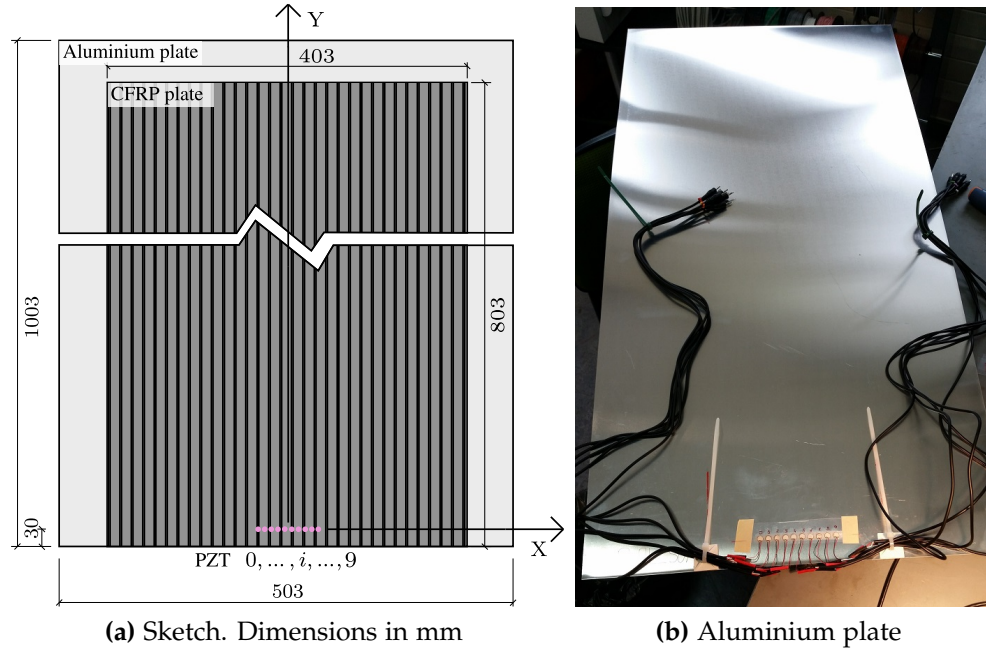 Y
Aluminium plate
403
CFRP plate
1003
803
30
X
PZT 0, ... , i, ... , 9
503
(a) Sketch. Dimensions in mm
(b) Aluminium plate